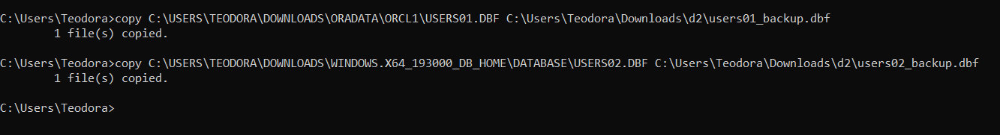 C:\Users\Teodora>copy C:\USERS\TEODORA\DOWNLOADS\ORADATA\ORCL1\USERS01.DBF C:\Users\Teodora\Downloads\d2\users01_backup.dbf
        1 file(s) copied.
C:\Users\Teodora>copy C:\USERS\TEODORA\DOWNLOADS\WINDOWS.X64_193000_DB_HOME\DATABASE\USERS02.DBF C:\Users\Teodora\Downloads\d2\users02_backup.dbf
        1 file(s) copied.
C:\Users\Teodora>